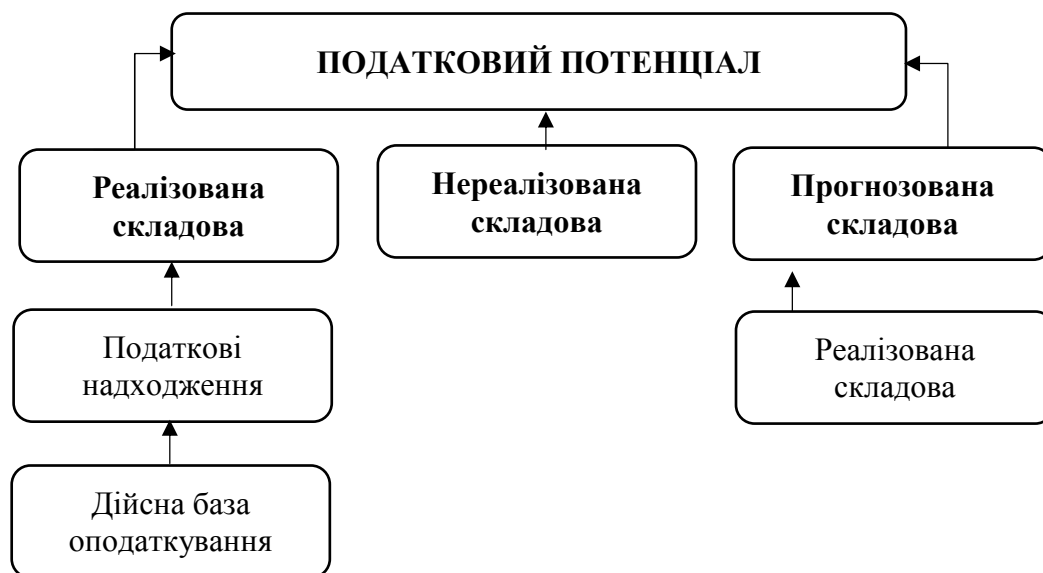 ПОДАТКОВИЙ ПОТЕНЦІАЛ
Реалізована
складова
Нереалізована
складова
Прогнозована
складова
Податкові
надходження
Реалізована
складова
Дійсна база
оподаткування